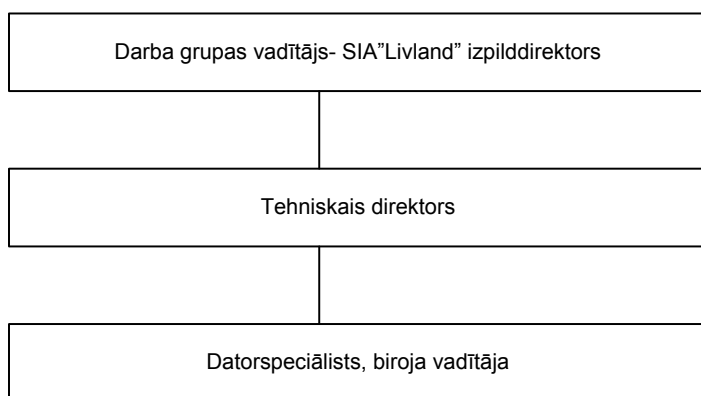 Darba grupas vadītājs- SIA”Livland” izpilddirektors
Tehniskais direktors
Datorspeciālists, biroja vadītāja